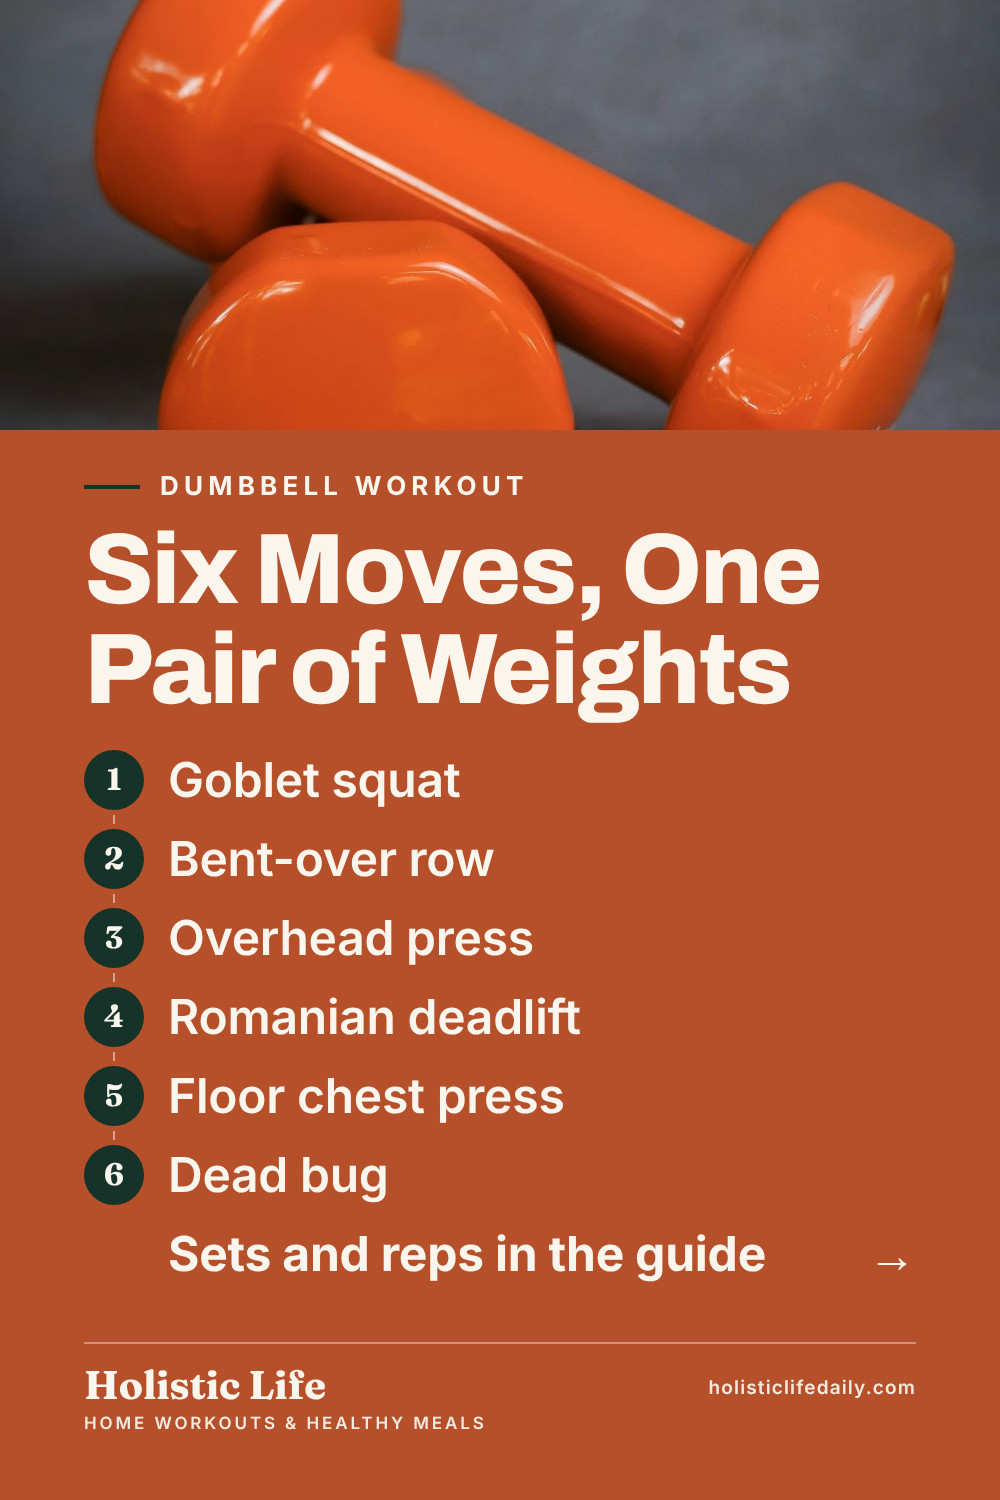 DUMBBELL WORKOUT
Six Moves, One
Pair of Weights
1 Goblet squat
2 Bent-over row
3 Overhead press
4 Romanian deadlift
5 Floor chest press
6 Dead bug
Sets and reps in the guide →
Holistic Life
holisticlifedaily.com
HOME WORKOUTS & HEALTHY MEALS